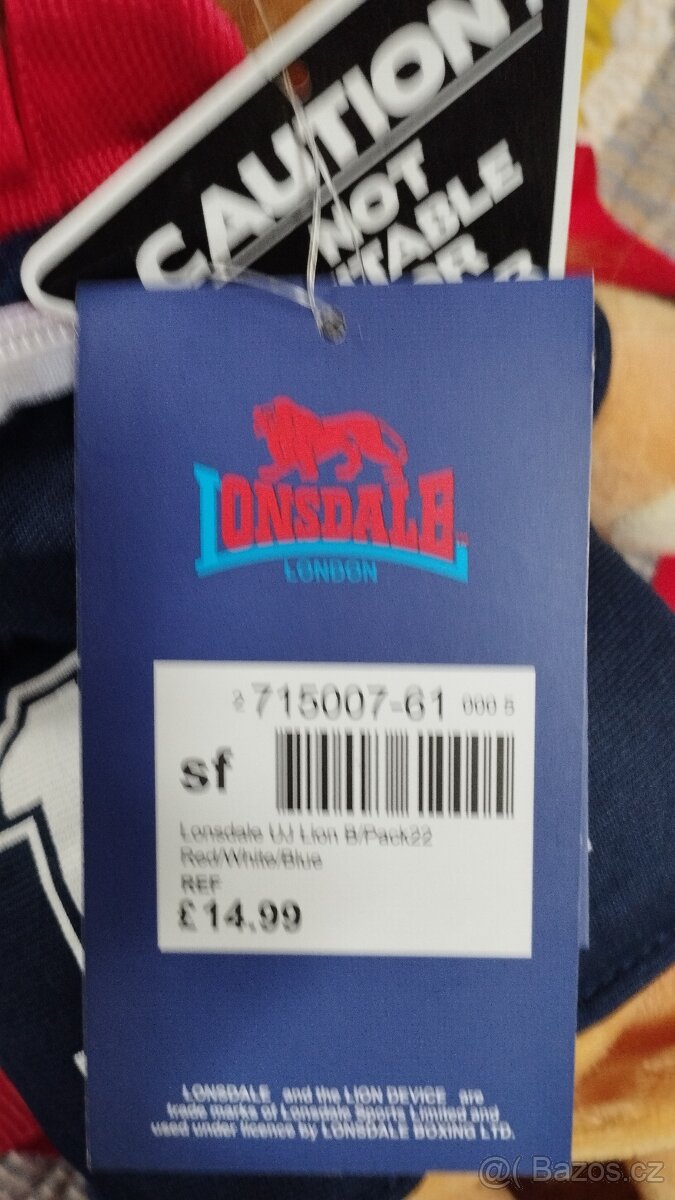 CAUTION
NOT
LONSDALE
LONDON
715007-61 000 5
sf
Lonsdale UJ Lion B/Pack22
Red/White/Blue
REF
£14.99
LONSDALE and the LION DEVICE are
trade marks of Lonsdale Sports Limited and
used under licence by LONSDALE BOXING LTD.
@( Bazoš.cz